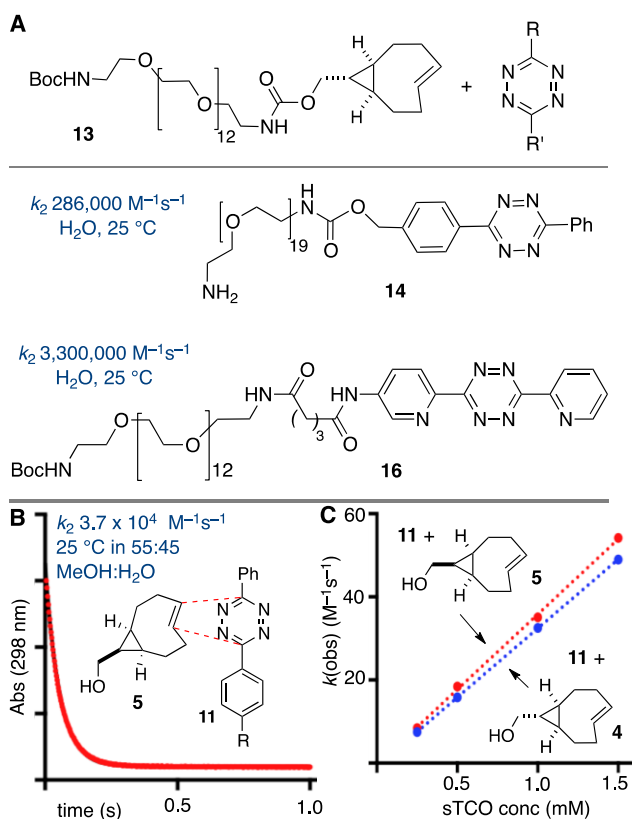 A
BocHN
O
[ O ]12
N
H
O
O
H
H
+
R
N N
N N
R'
13
k2 286,000 M–1s–1
H2O, 25 °C
[ O ]19
H
N
O
O
NH2
N N
N N
Ph
14
k2 3,300,000 M–1s–1
H2O, 25 °C
BocHN
O
[ O ]12
H
N
O
( )3
O
HN
N
N N
N N
N
16
B
k2 3.7 x 10⁴ M–1s–1
25 °C in 55:45
MeOH:H2O
Abs (298 nm)
Ph
N N
N N
H
H
HO
5
11
R
0.5
1.0
time (s)
C
k(obs) (M–1s–1)
60
40
20
11 +
H
HO
H
5
11 +
H
HO
H
4
0.5
1.0
1.5
sTCO conc (mM)